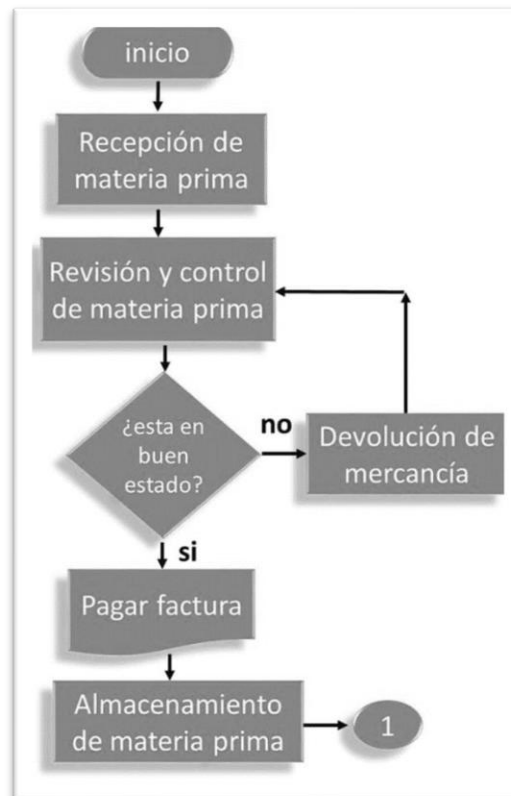 inicio
Recepción de
materia prima
Revisión y control
de materia prima
¿esta en
buen
estado?
no
Devolución de
mercancía
si
Pagar factura
Almacenamiento
de materia prima
1